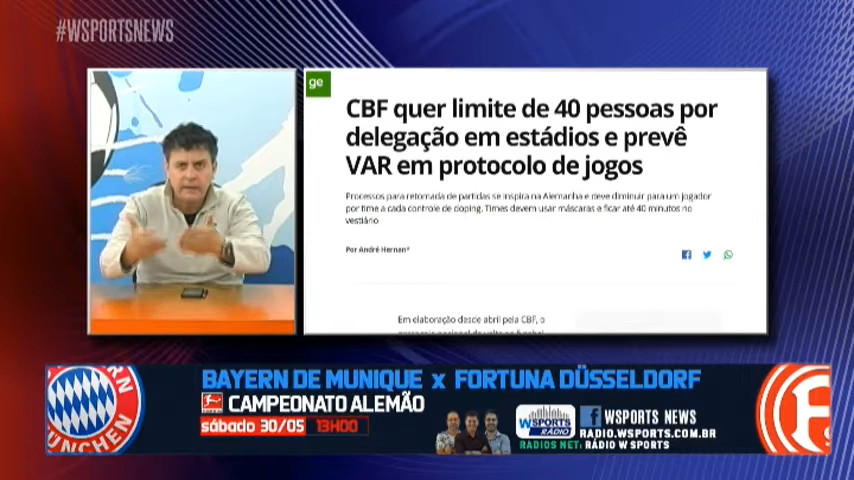 #WSPORTSNEWS
ge
CBF quer limite de 40 pessoas por
delegação em estádios e prevê
VAR em protocolo de jogos
Processos para retomada de partidas se inspira na Alemanha e deve diminuir para um jogador
por time a cada controle de doping. Times devem usar máscaras e ficar até 40 minutos no
vestiário
Por André Hernan*
Em elaboração desde abril pela CBF, o
BAYERN DE MUNIQUE x FORTUNA DÜSSELDORF
CAMPEONATO ALEMÃO
sábado 30/05 13H00
BAYERN
MÜNCHEN
WSPORTS
RÁDIO
f WSPORTS NEWS
RADIO.WSPORTS.COM.BR
RADIOS NET: RÁDIO W SPORTS